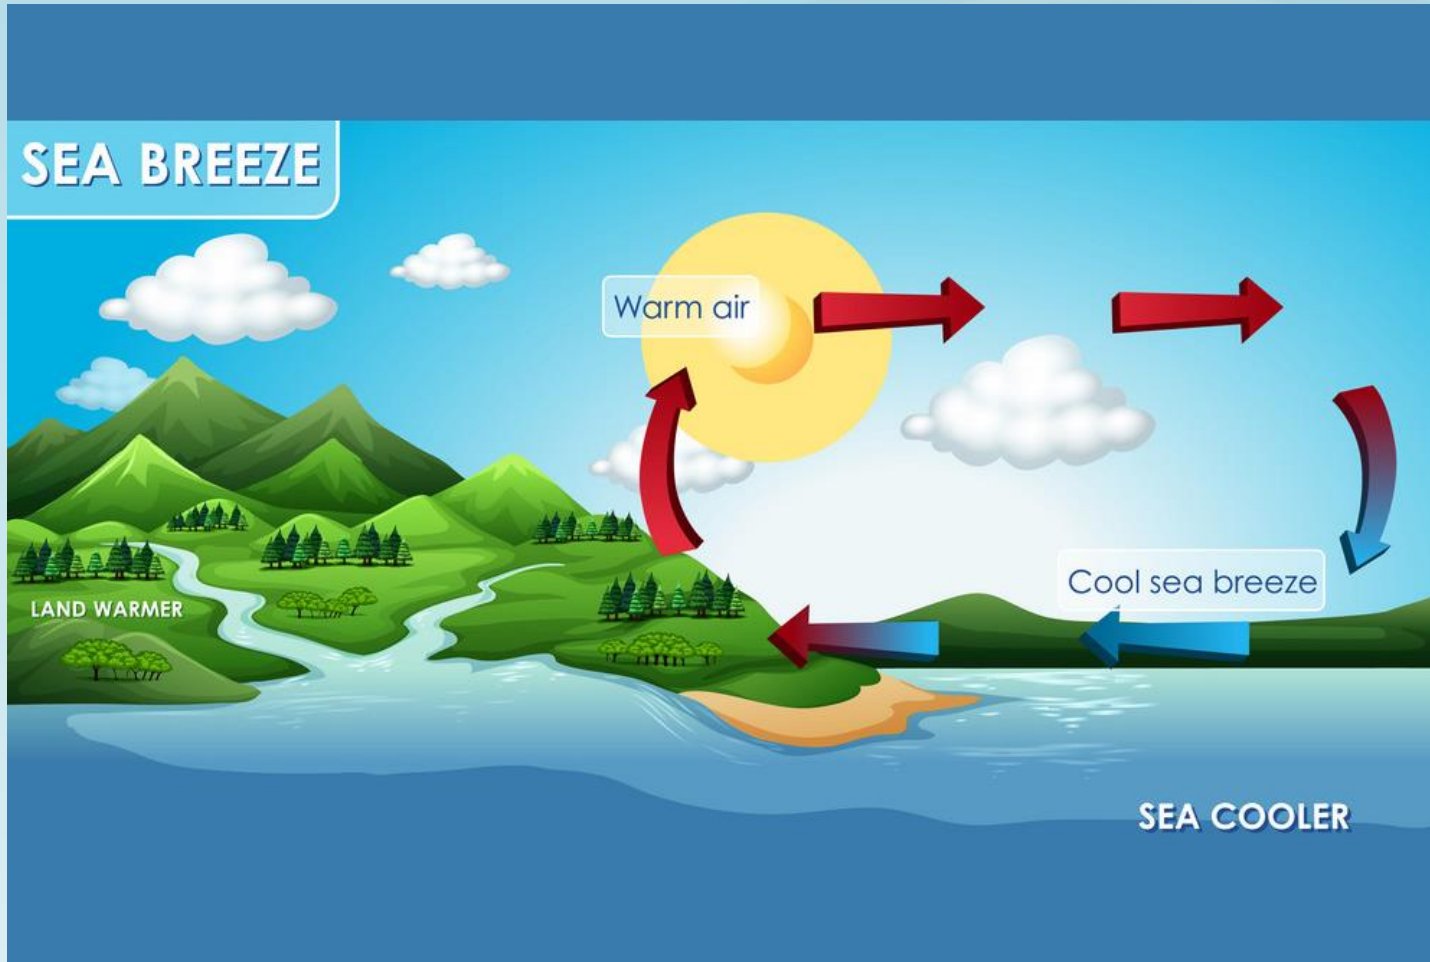 SEA BREEZE
Warm air
Cool sea breeze
LAND WARMER
SEA COOLER